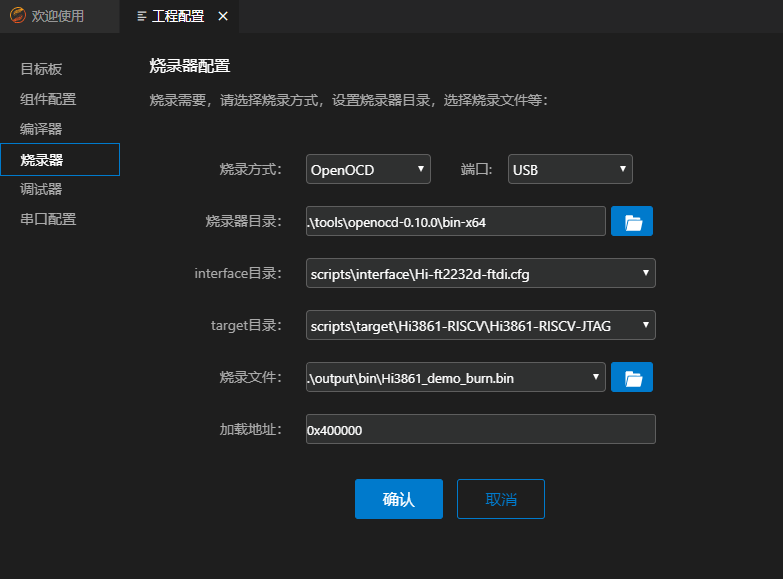 欢迎使用
工程配置
目标板
组件配置
编译器
烧录器
调试器
串口配置
烧录器配置
烧录需要，请选择烧录方式，设置烧录器目录，选择烧录文件等：
烧录方式： OpenOCD 端口： USB
烧录器目录： .\tools\openocd-0.10.0\bin-x64
interface目录： scripts\interface\Hi-ft2232d-ftdi.cfg
target目录： scripts\target\Hi3861-RISCV\Hi3861-RISCV-JTAG
烧录文件： .\output\bin\Hi3861_demo_burn.bin
加载地址： 0x400000
确认 取消